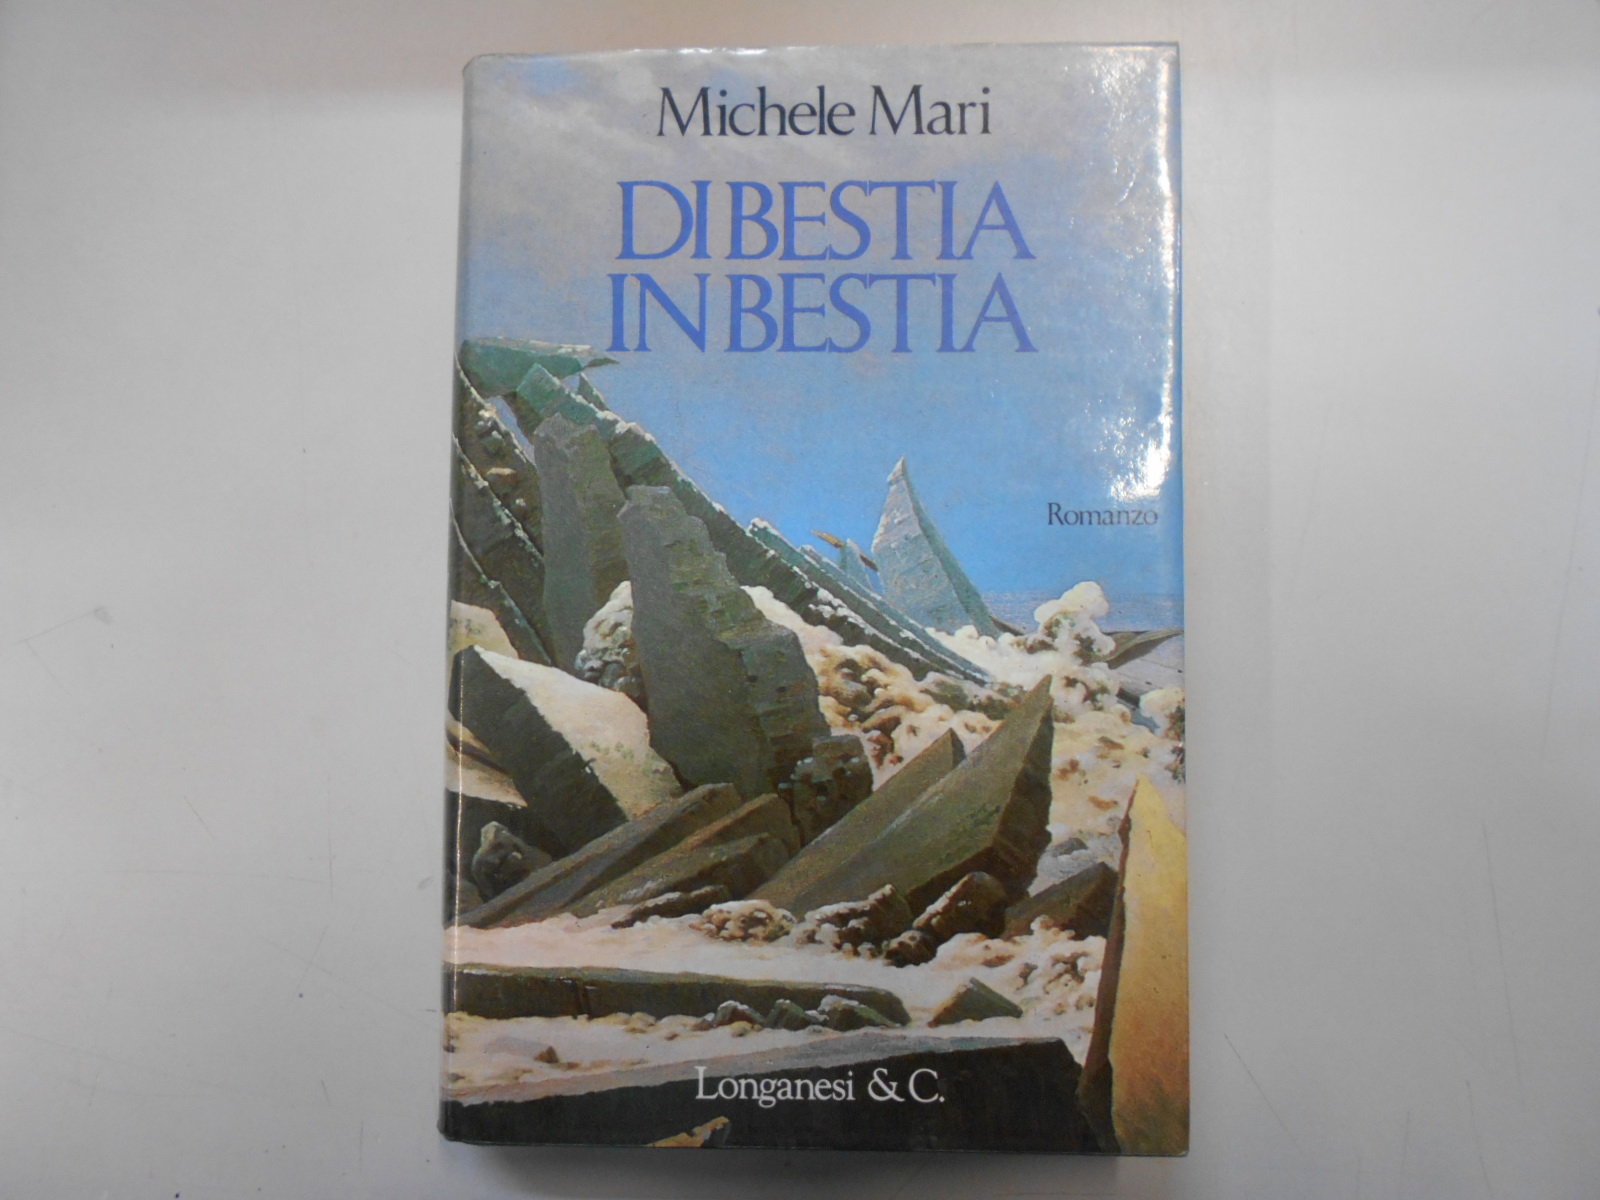 Michele Mari
DI BESTIA
IN BESTIA
Romanzo
Longanesi & C.